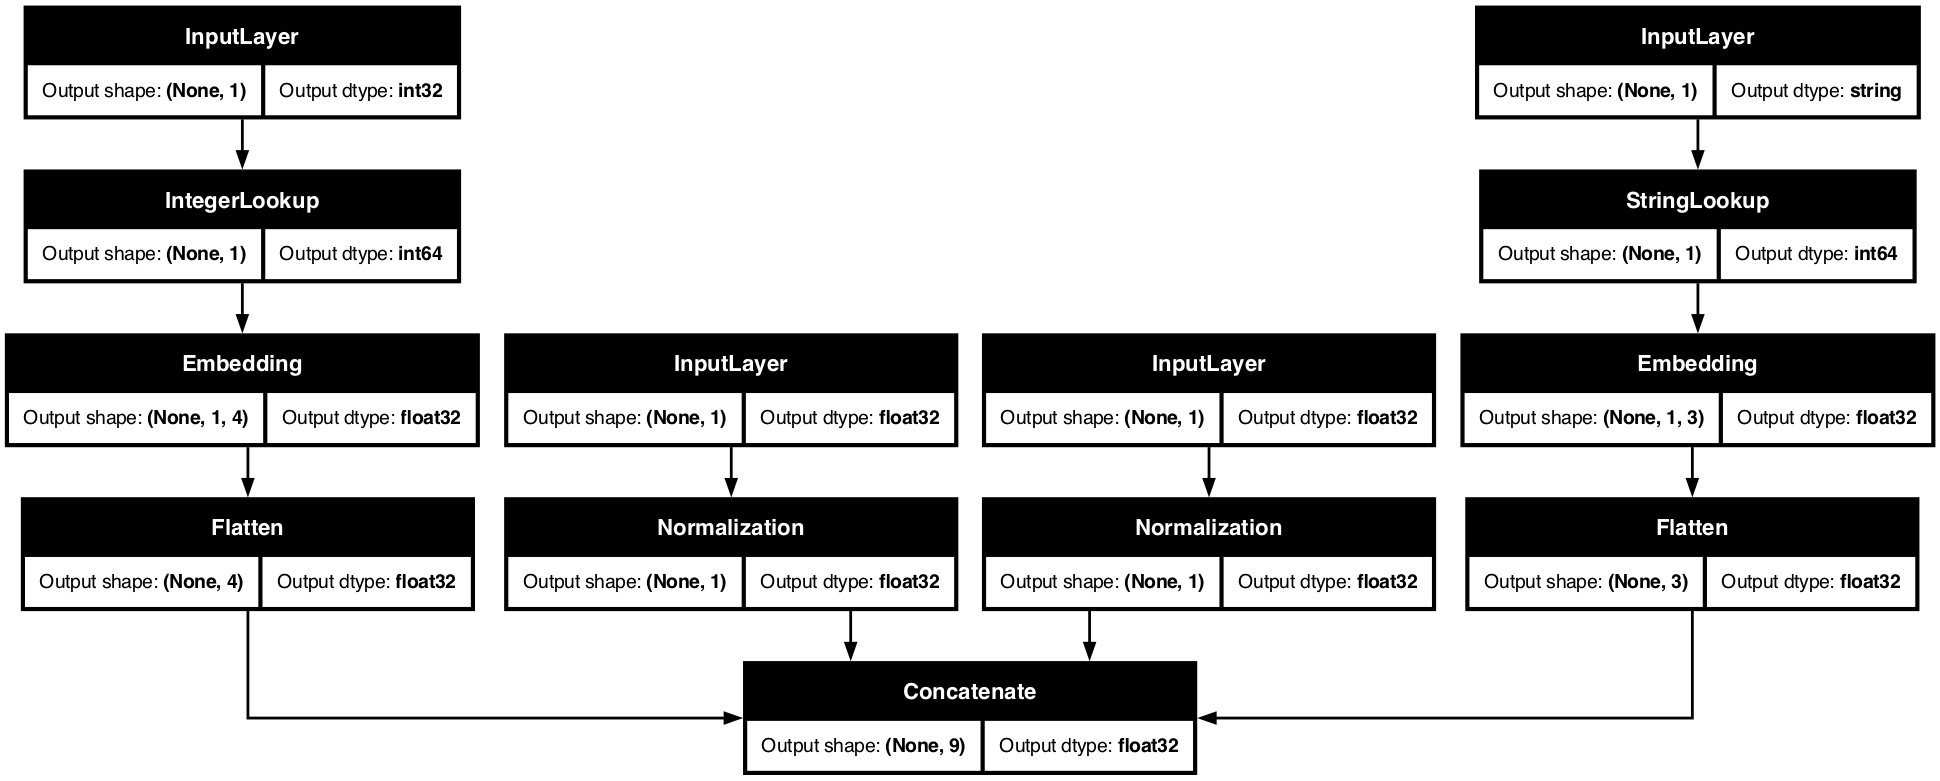 InputLayer
Output shape: (None, 1) Output dtype: int32
InputLayer
Output shape: (None, 1) Output dtype: string
IntegerLookup
Output shape: (None, 1) Output dtype: int64
StringLookup
Output shape: (None, 1) Output dtype: int64
Embedding
Output shape: (None, 1, 4) Output dtype: float32
InputLayer
Output shape: (None, 1) Output dtype: float32
InputLayer
Output shape: (None, 1) Output dtype: float32
Embedding
Output shape: (None, 1, 3) Output dtype: float32
Flatten
Output shape: (None, 4) Output dtype: float32
Normalization
Output shape: (None, 1) Output dtype: float32
Normalization
Output shape: (None, 1) Output dtype: float32
Flatten
Output shape: (None, 3) Output dtype: float32
Concatenate
Output shape: (None, 9) Output dtype: float32